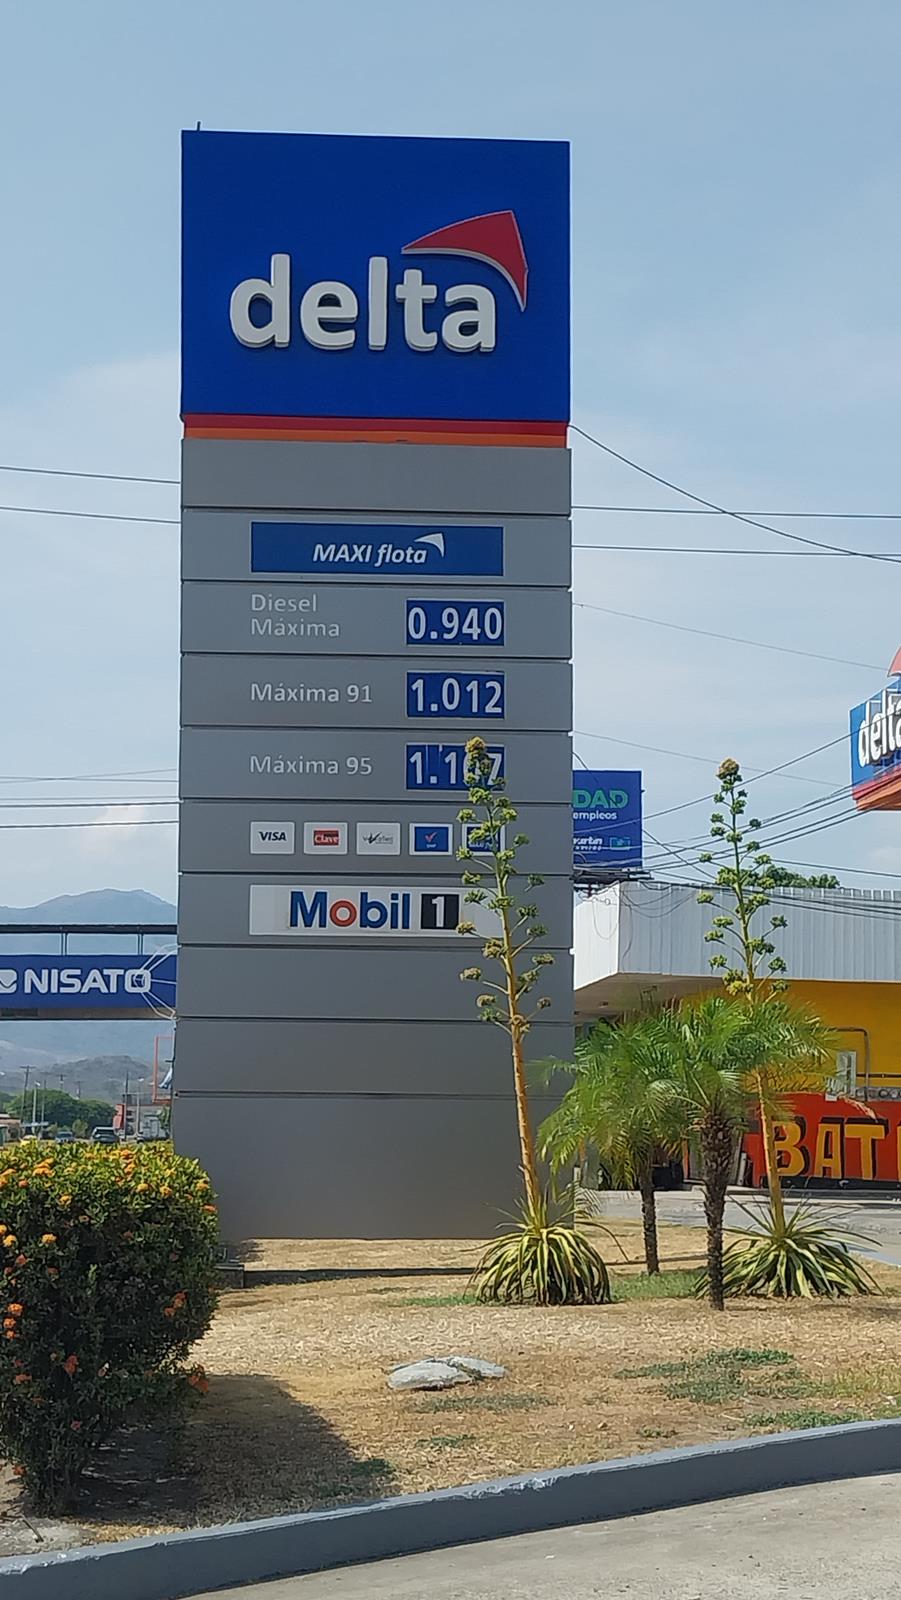 delta
MAXI flota
Diesel
Máxima
0.940
Máxima 91
1.012
Máxima 95
VISA
Clave
Mobil 1
NISATO
DAD
empleos
delta
BAT